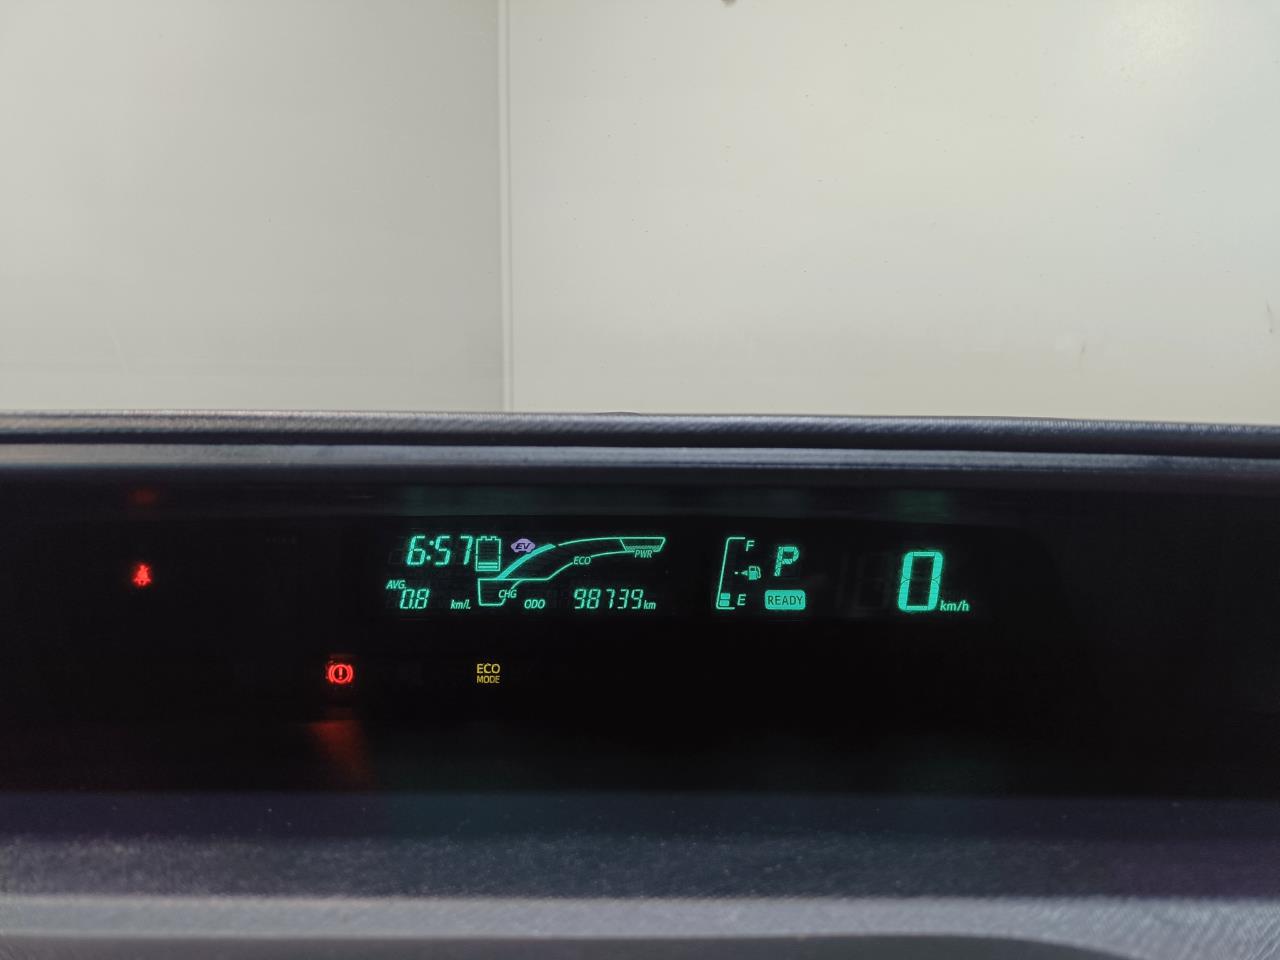 6:57
EV
ECO
PWR
AVG.
0.8 km/L
CHG
ODO 98739 km
F
E
P
READY
0 km/h
ECO
MODE